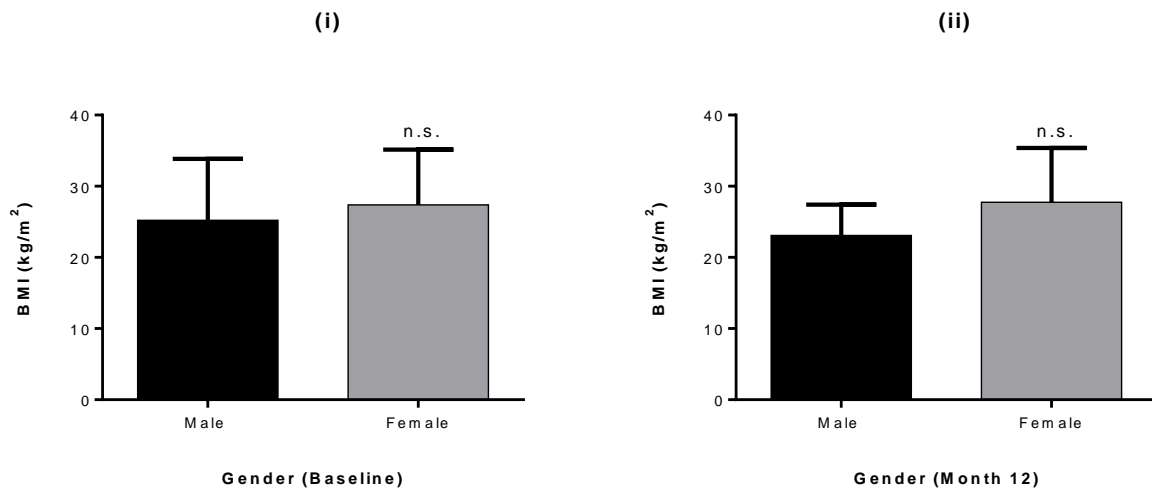 (i)
BMI (kg/m²)
40
30
20
10
0
n.s.
Male
Female
Gender (Baseline)
(ii)
BMI (kg/m²)
40
30
20
10
0
n.s.
Male
Female
Gender (Month 12)